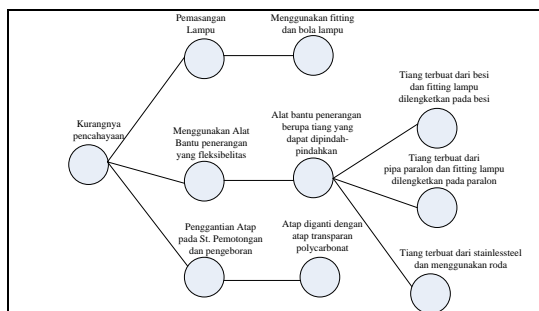 Pemasangan
Lampu
Menggunakan fitting
dan bola lampu
Kurangnya
pencahayaan
Menggunakan Alat
Bantu penerangan
yang fleksibelitas
Alat bantu penerangan
berupa tiang yang
dapat dipindah-
pindahkan
Tiang terbuat dari besi
dan fitting lampu
dilengketkan pada besi
Tiang terbuat dari
pipa paralon dan fitting lampu
dilengketkan pada paralon
Tiang terbuat dari stainlessteel
dan menggunakan roda
Penggantian Atap
pada St. Pemotongan
dan pengeboran
Atap diganti dengan
atap transparan
polycarbonat